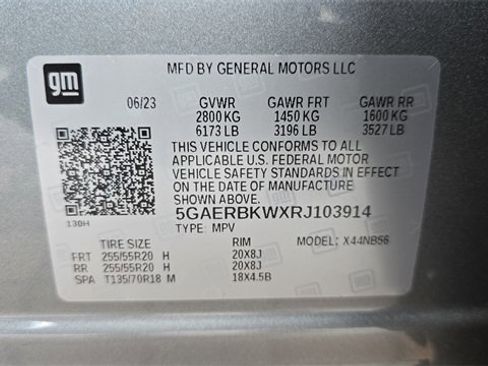 gm
MFD BY GENERAL MOTORS LLC
06/23 GVWR GAWR FRT GAWR RR
2800 KG 1450 KG 1600 KG
6173 LB 3196 LB 3527 LB
THIS VEHICLE CONFORMS TO ALL
APPLICABLE U.S. FEDERAL MOTOR
VEHICLE SAFETY STANDARDS IN EFFECT
ON THE DATE OF MANUFACTURE
SHOWN ABOVE.
5GAERBKWXRJ103914
130H
TYPE: MPV
TIRE SIZE RIM MODEL: X44NB56
FRT 255/55R20 H 20X8J
RR 255/55R20 H 20X8J
SPA T135/70R18 M 18X4.5B